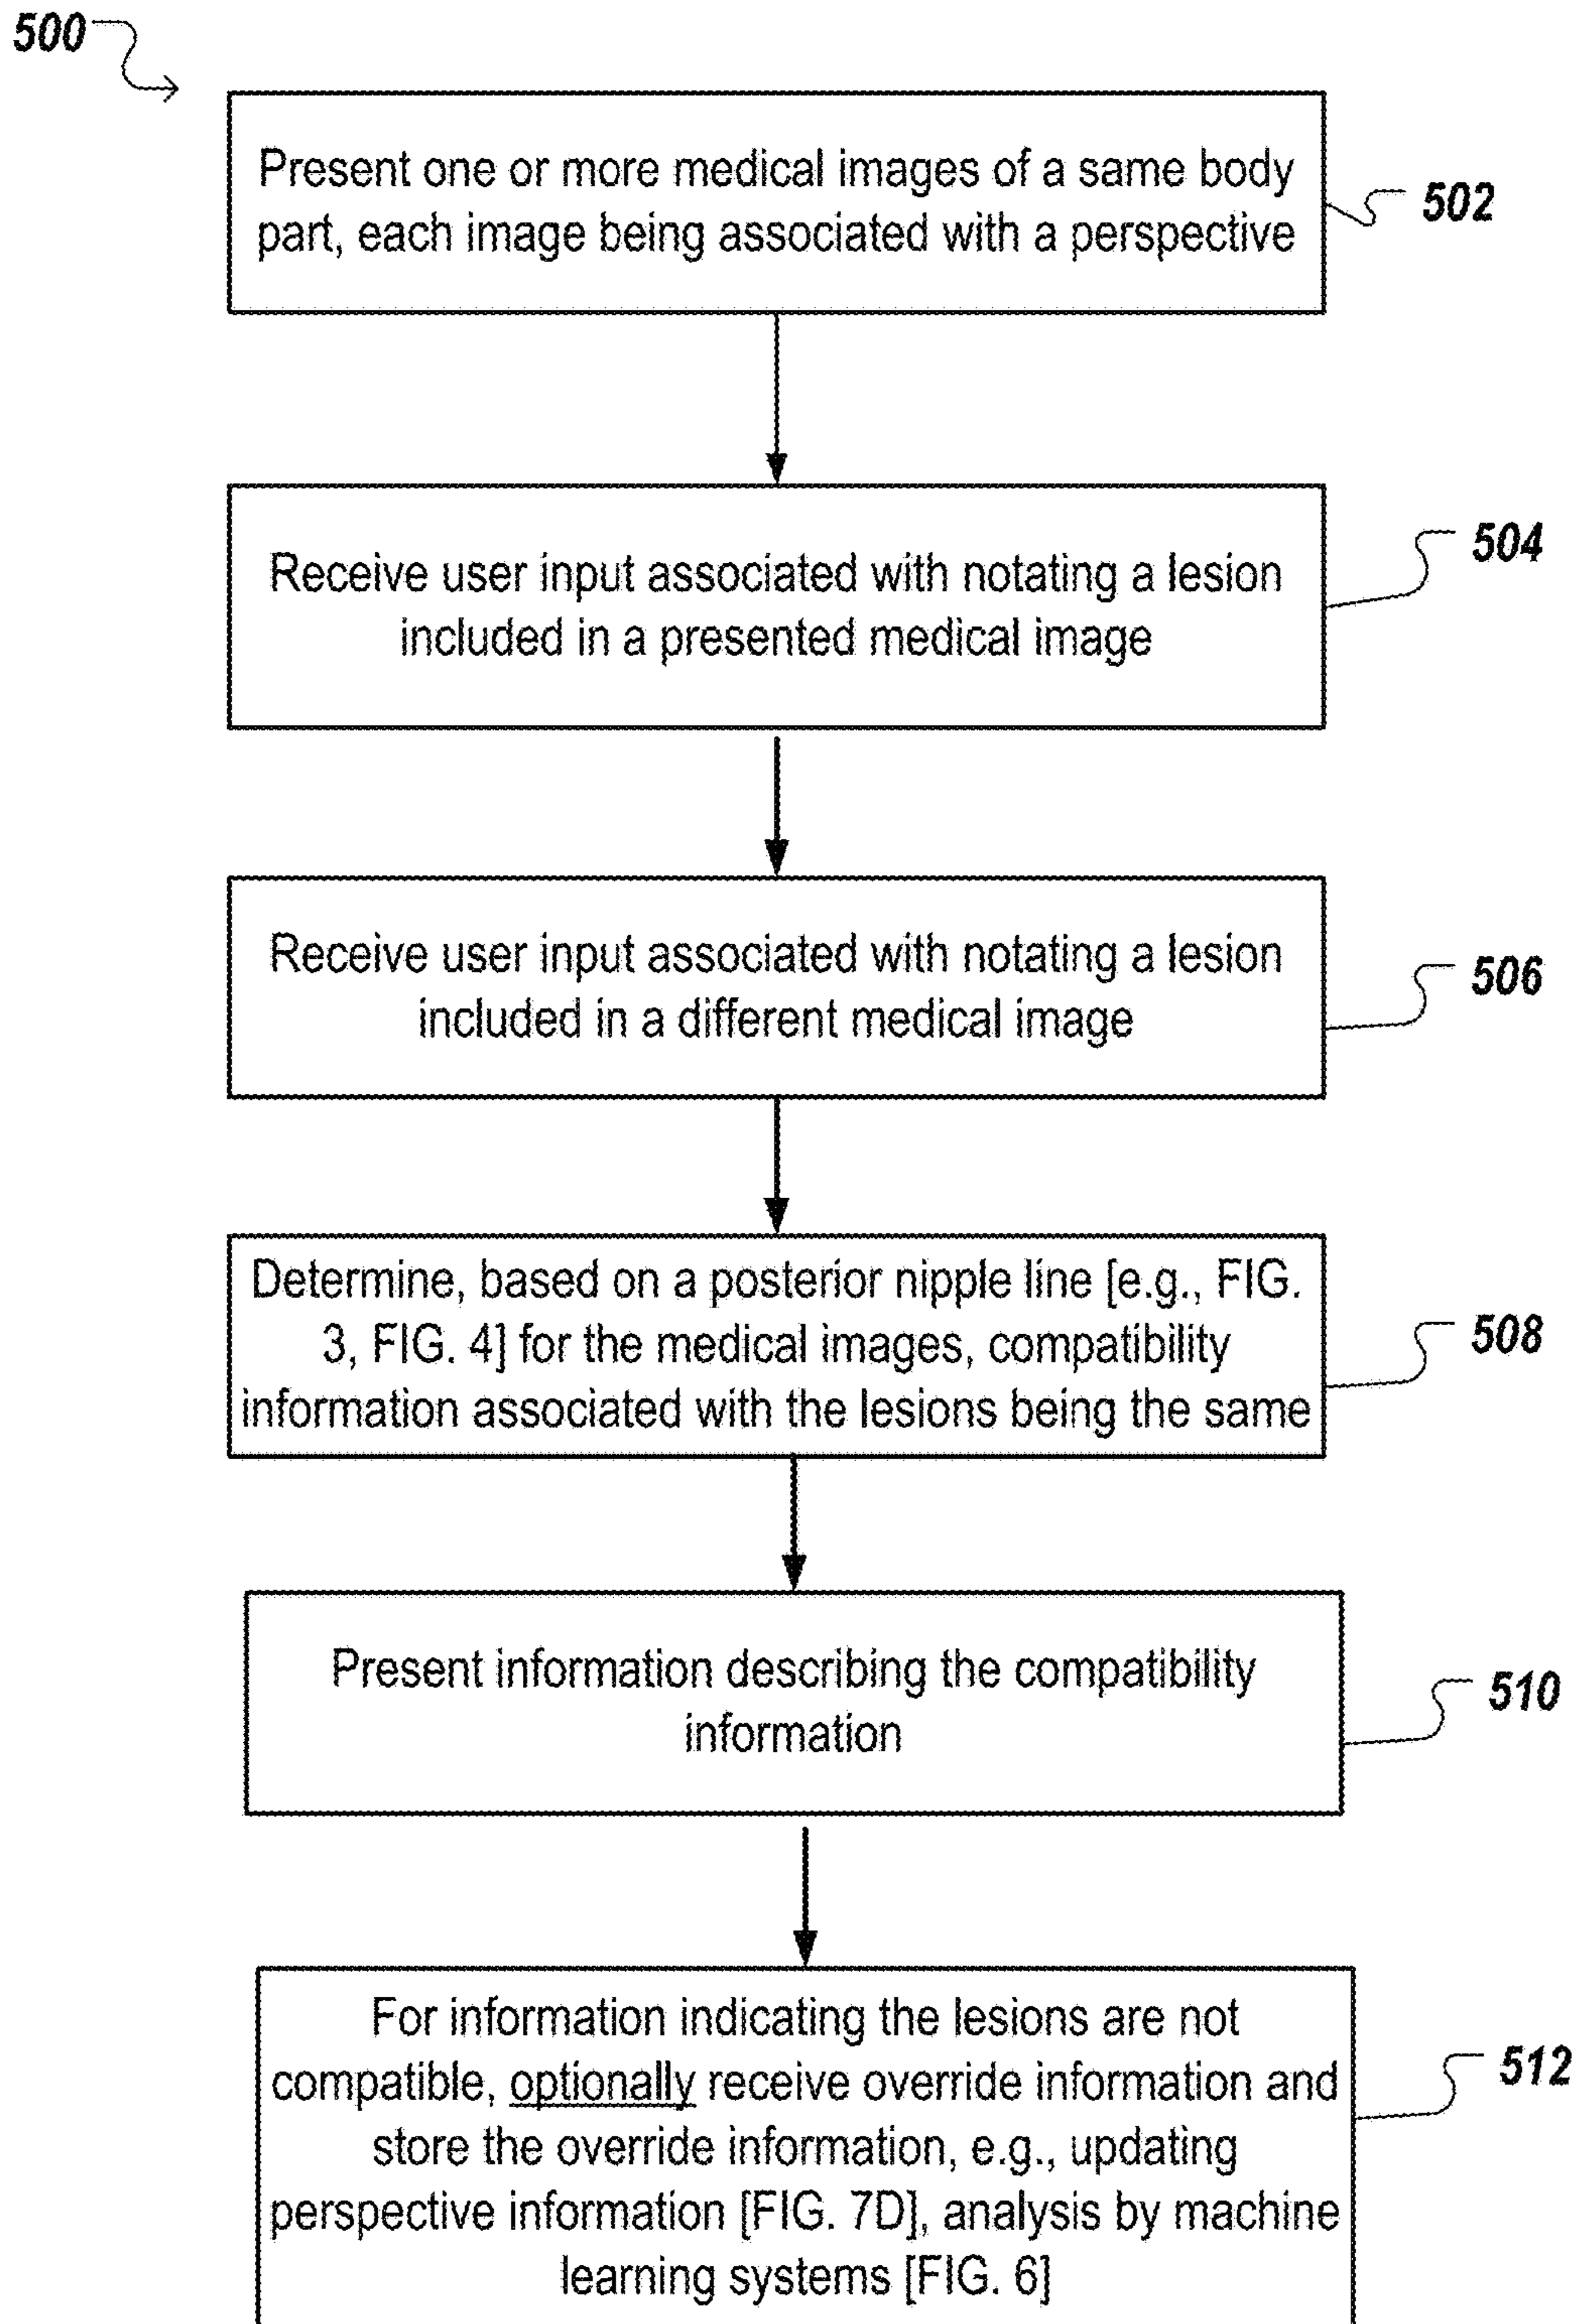 500
Present one or more medical images of a same body
part, each image being associated with a perspective
502
Receive user input associated with notating a lesion
included in a presented medical image
504
Receive user input associated with notating a lesion
included in a different medical image
506
Determine, based on a posterior nipple line [e.g., FIG.
3, FIG. 4] for the medical images, compatibility
information associated with the lesions being the same
508
Present information describing the compatibility
information
510
For information indicating the lesions are not
compatible, optionally receive override information and
store the override information, e.g., updating
perspective information [FIG. 7D], analysis by machine
learning systems [FIG. 6]
512